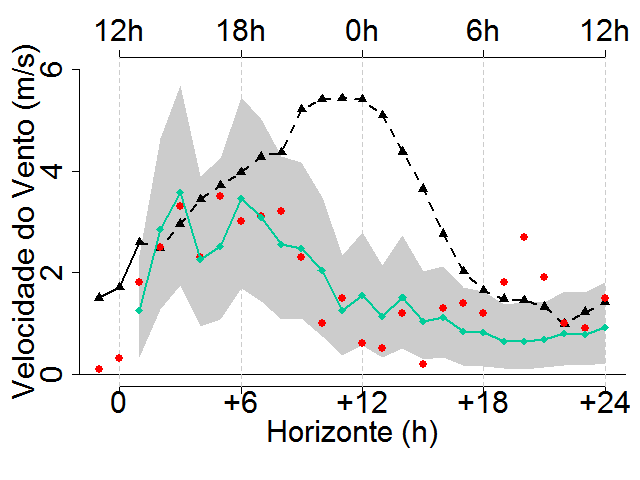 12h 18h 0h 6h 12h
Velocidade do Vento (m/s)
6
4
2
0
0 +6 +12 +18 +24
Horizonte (h)